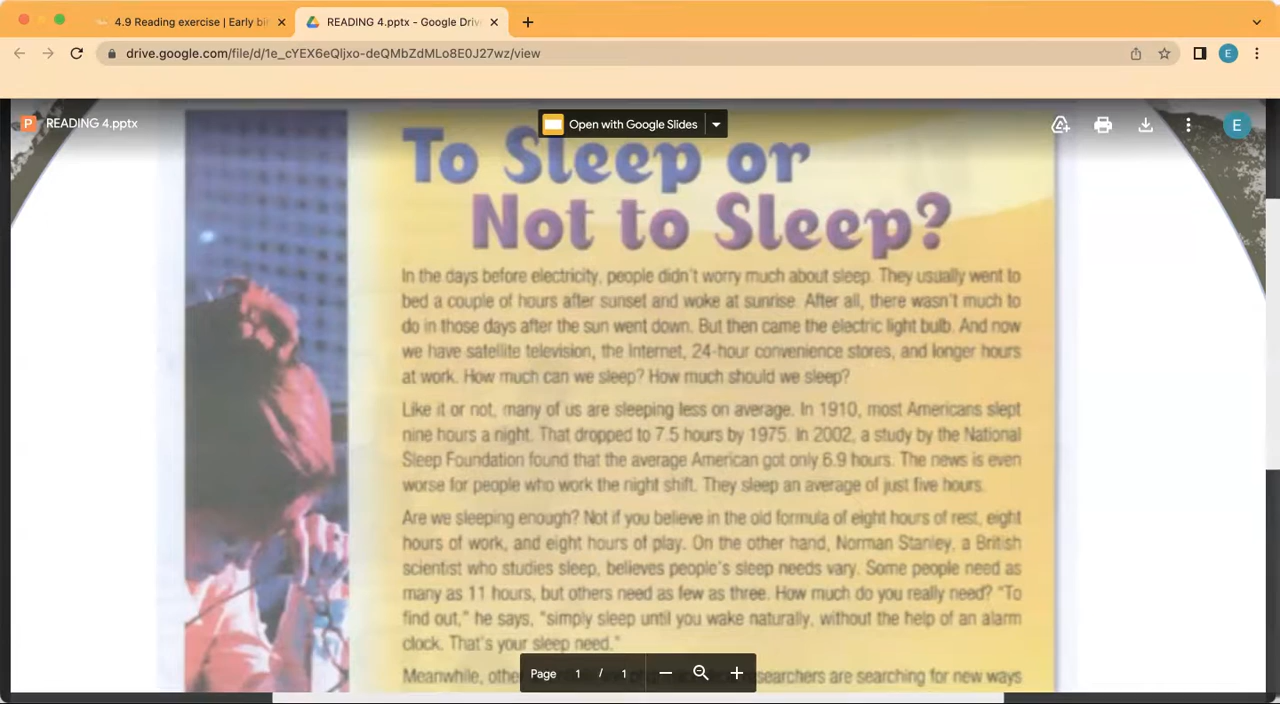 4.9 Reading exercise | Early bi
READING 4.pptx - Google Driv
drive.google.com/file/d/1e_cYEX6eQljxo-deQMbZdMLo8E0J27wz/view
E
P READING 4.pptx
Open with Google Slides
E
To Sleep or
Not to Sleep?
In the days before electricity, people didn't worry much about sleep. They usually went to
bed a couple of hours after sunset and woke at sunrise. After all, there wasn't much to
do in those days after the sun went down. But then came the electric light bulb. And now
we have satellite television, the Internet, 24-hour convenience stores, and longer hours
at work. How much can we sleep? How much should we sleep?
Like it or not, many of us are sleeping less on average. In 1910, most Americans slept
nine hours a night. That dropped to 7.5 hours by 1975. In 2002, a study by the National
Sleep Foundation found that the average American got only 6.9 hours. The news is even
worse for people who work the night shift. They sleep an average of just five hours.
Are we sleeping enough? Not if you believe in the old formula of eight hours of rest, eight
hours of work, and eight hours of play. On the other hand, Norman Stanley, a British
scientist who studies sleep, believes people's sleep needs vary. Some people need as
many as 11 hours, but others need as few as three. How much do you really need? "To
find out," he says, "simply sleep until you wake naturally, without the help of an alarm
clock. That's your sleep need."
Meanwhile, other searchers are searching for new ways
Page 1 / 1